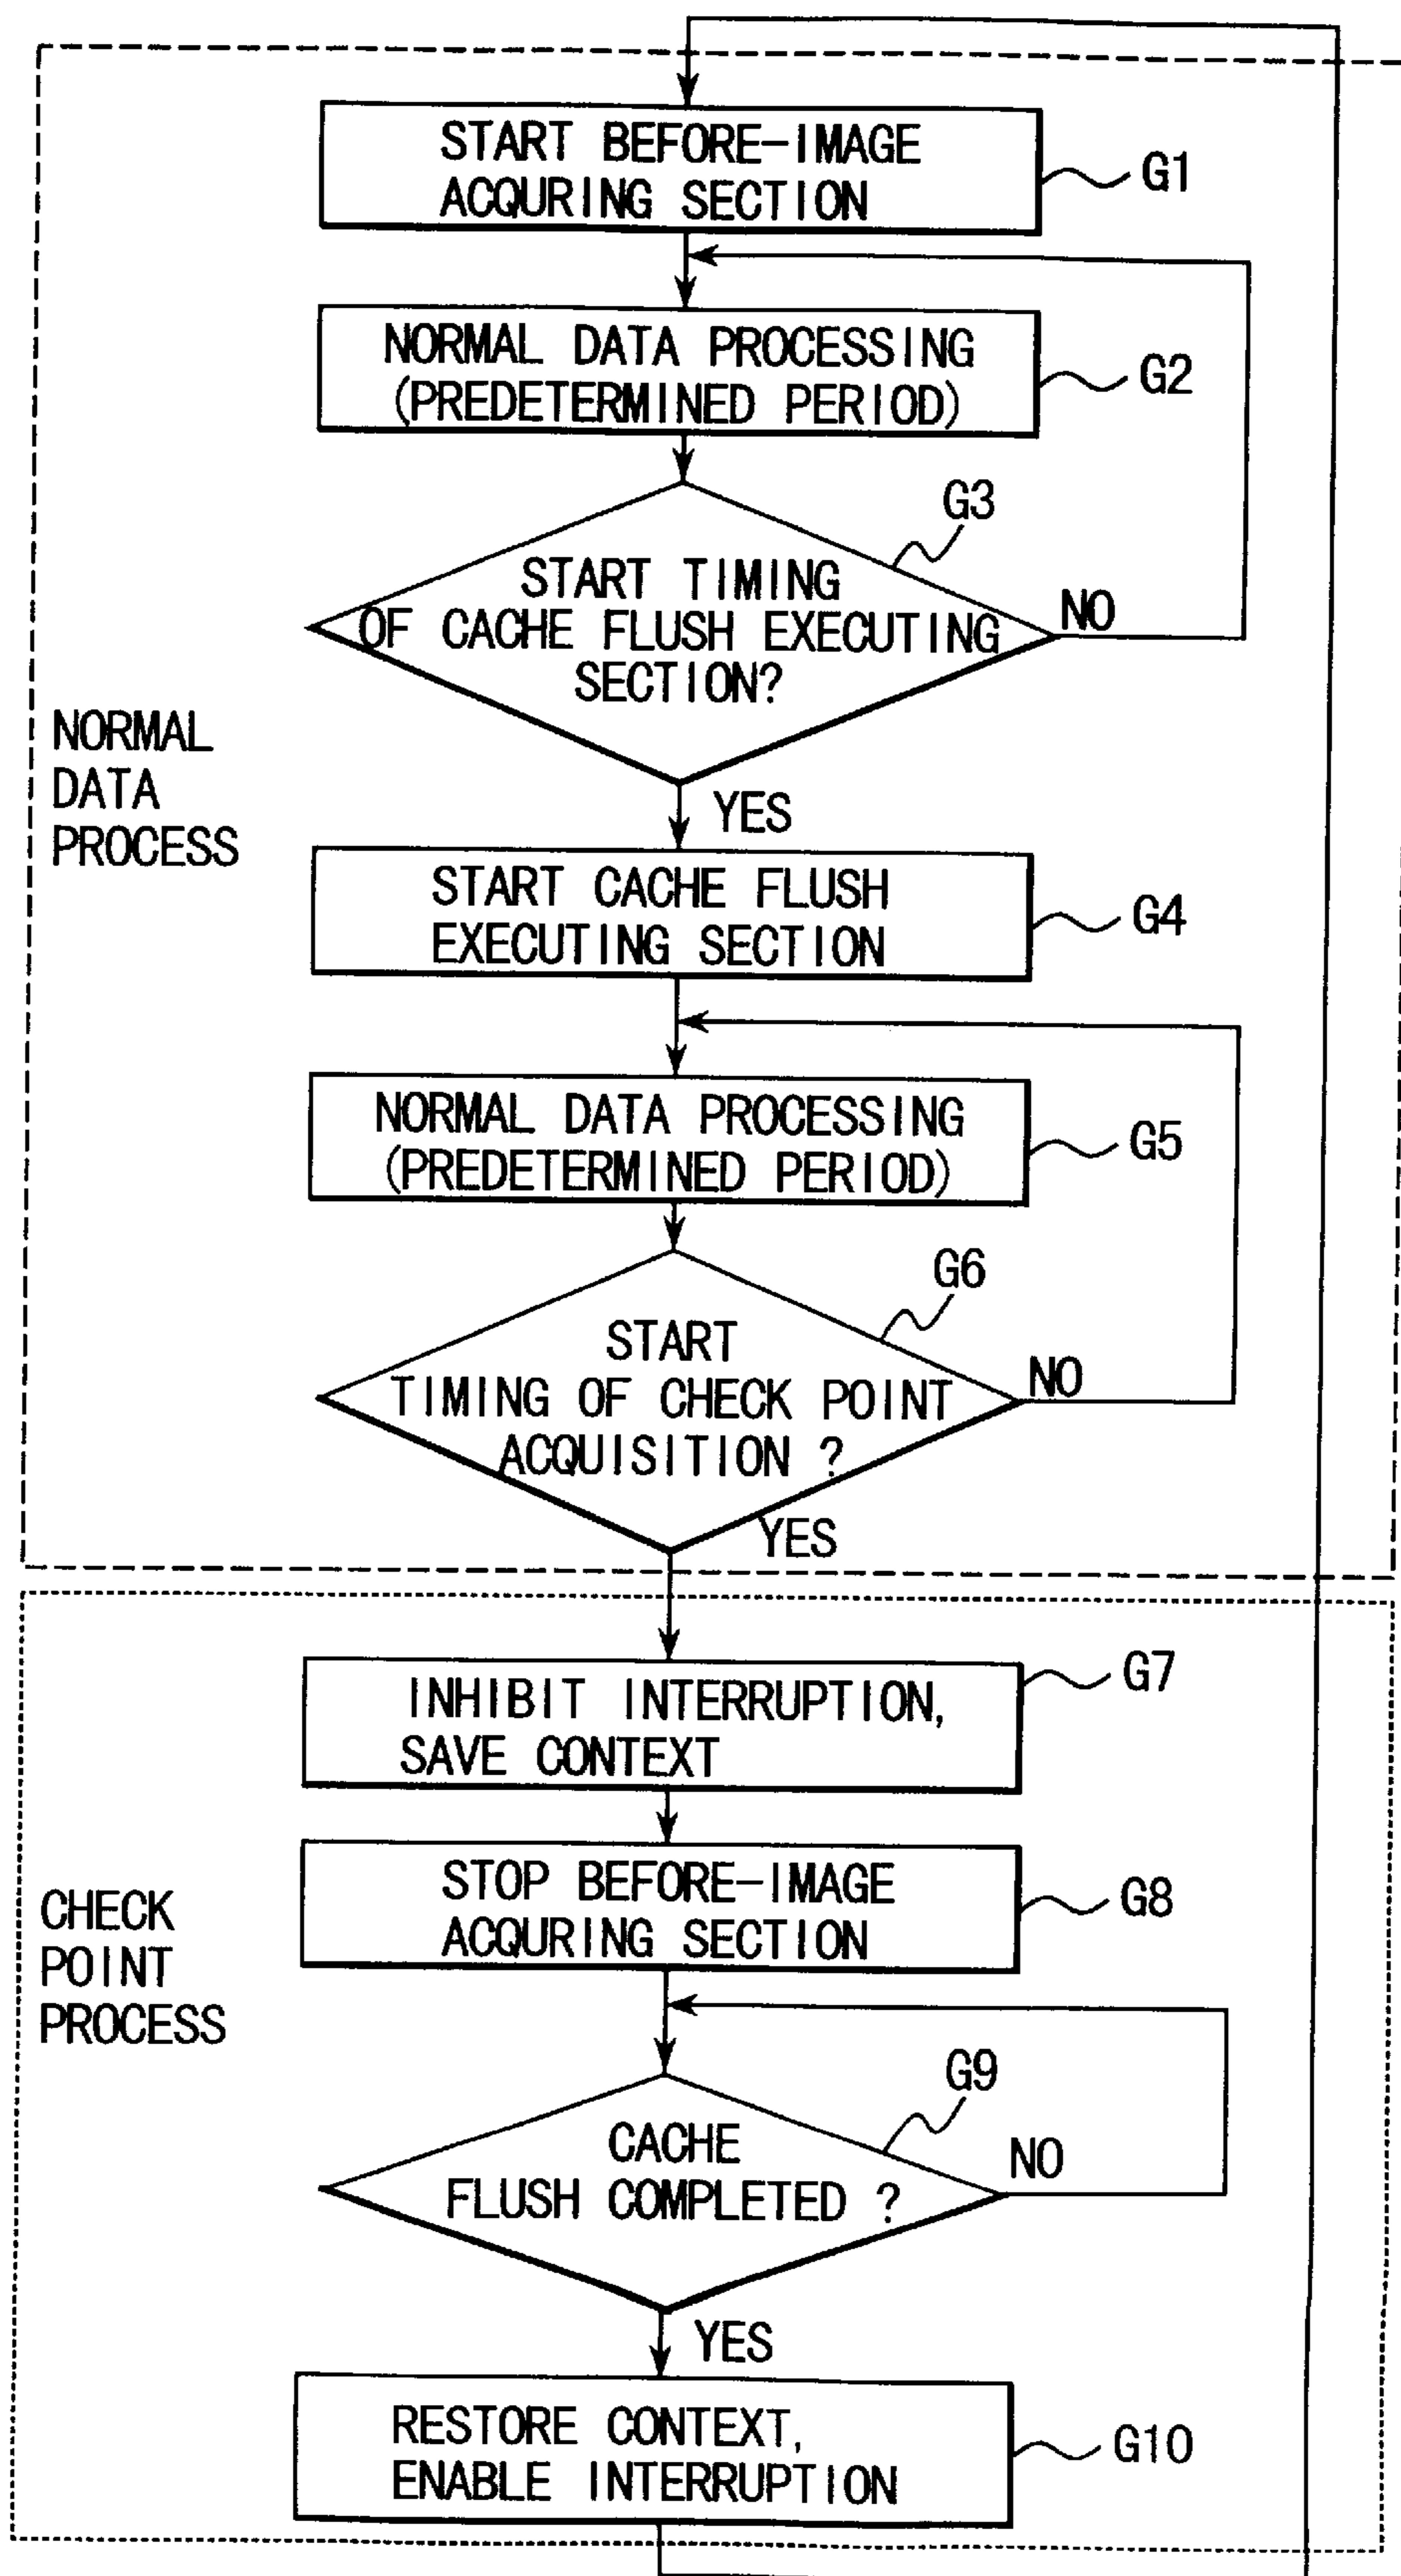 START BEFORE-IMAGE
ACQURING SECTION
G1
NORMAL DATA PROCESSING
(PREDETERMINED PERIOD)
G2
G3
START TIMING
OF CACHE FLUSH EXECUTING
SECTION?
NO
YES
NORMAL
DATA
PROCESS
START CACHE FLUSH
EXECUTING SECTION
G4
NORMAL DATA PROCESSING
(PREDETERMINED PERIOD)
G5
G6
START
TIMING OF CHECK POINT
ACQUISITION ?
NO
YES
INHIBIT INTERRUPTION,
SAVE CONTEXT
G7
STOP BEFORE-IMAGE
ACQURING SECTION
G8
CHECK
POINT
PROCESS
G9
CACHE
FLUSH COMPLETED ?
NO
YES
RESTORE CONTEXT,
ENABLE INTERRUPTION
G10